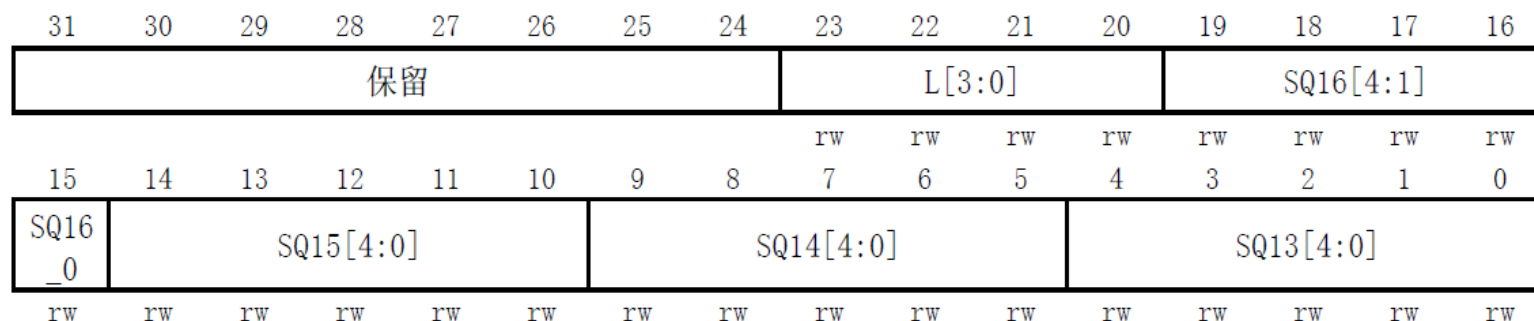 31 30 29 28 27 26 25 24 23 22 21 20 19 18 17 16
保留 L[3:0] SQ16[4:1]
rw rw rw rw rw rw rw rw
15 14 13 12 11 10 9 8 7 6 5 4 3 2 1 0
SQ16
_0 SQ15[4:0] SQ14[4:0] SQ13[4:0]
rw rw rw rw rw rw rw rw rw rw rw rw rw rw rw rw